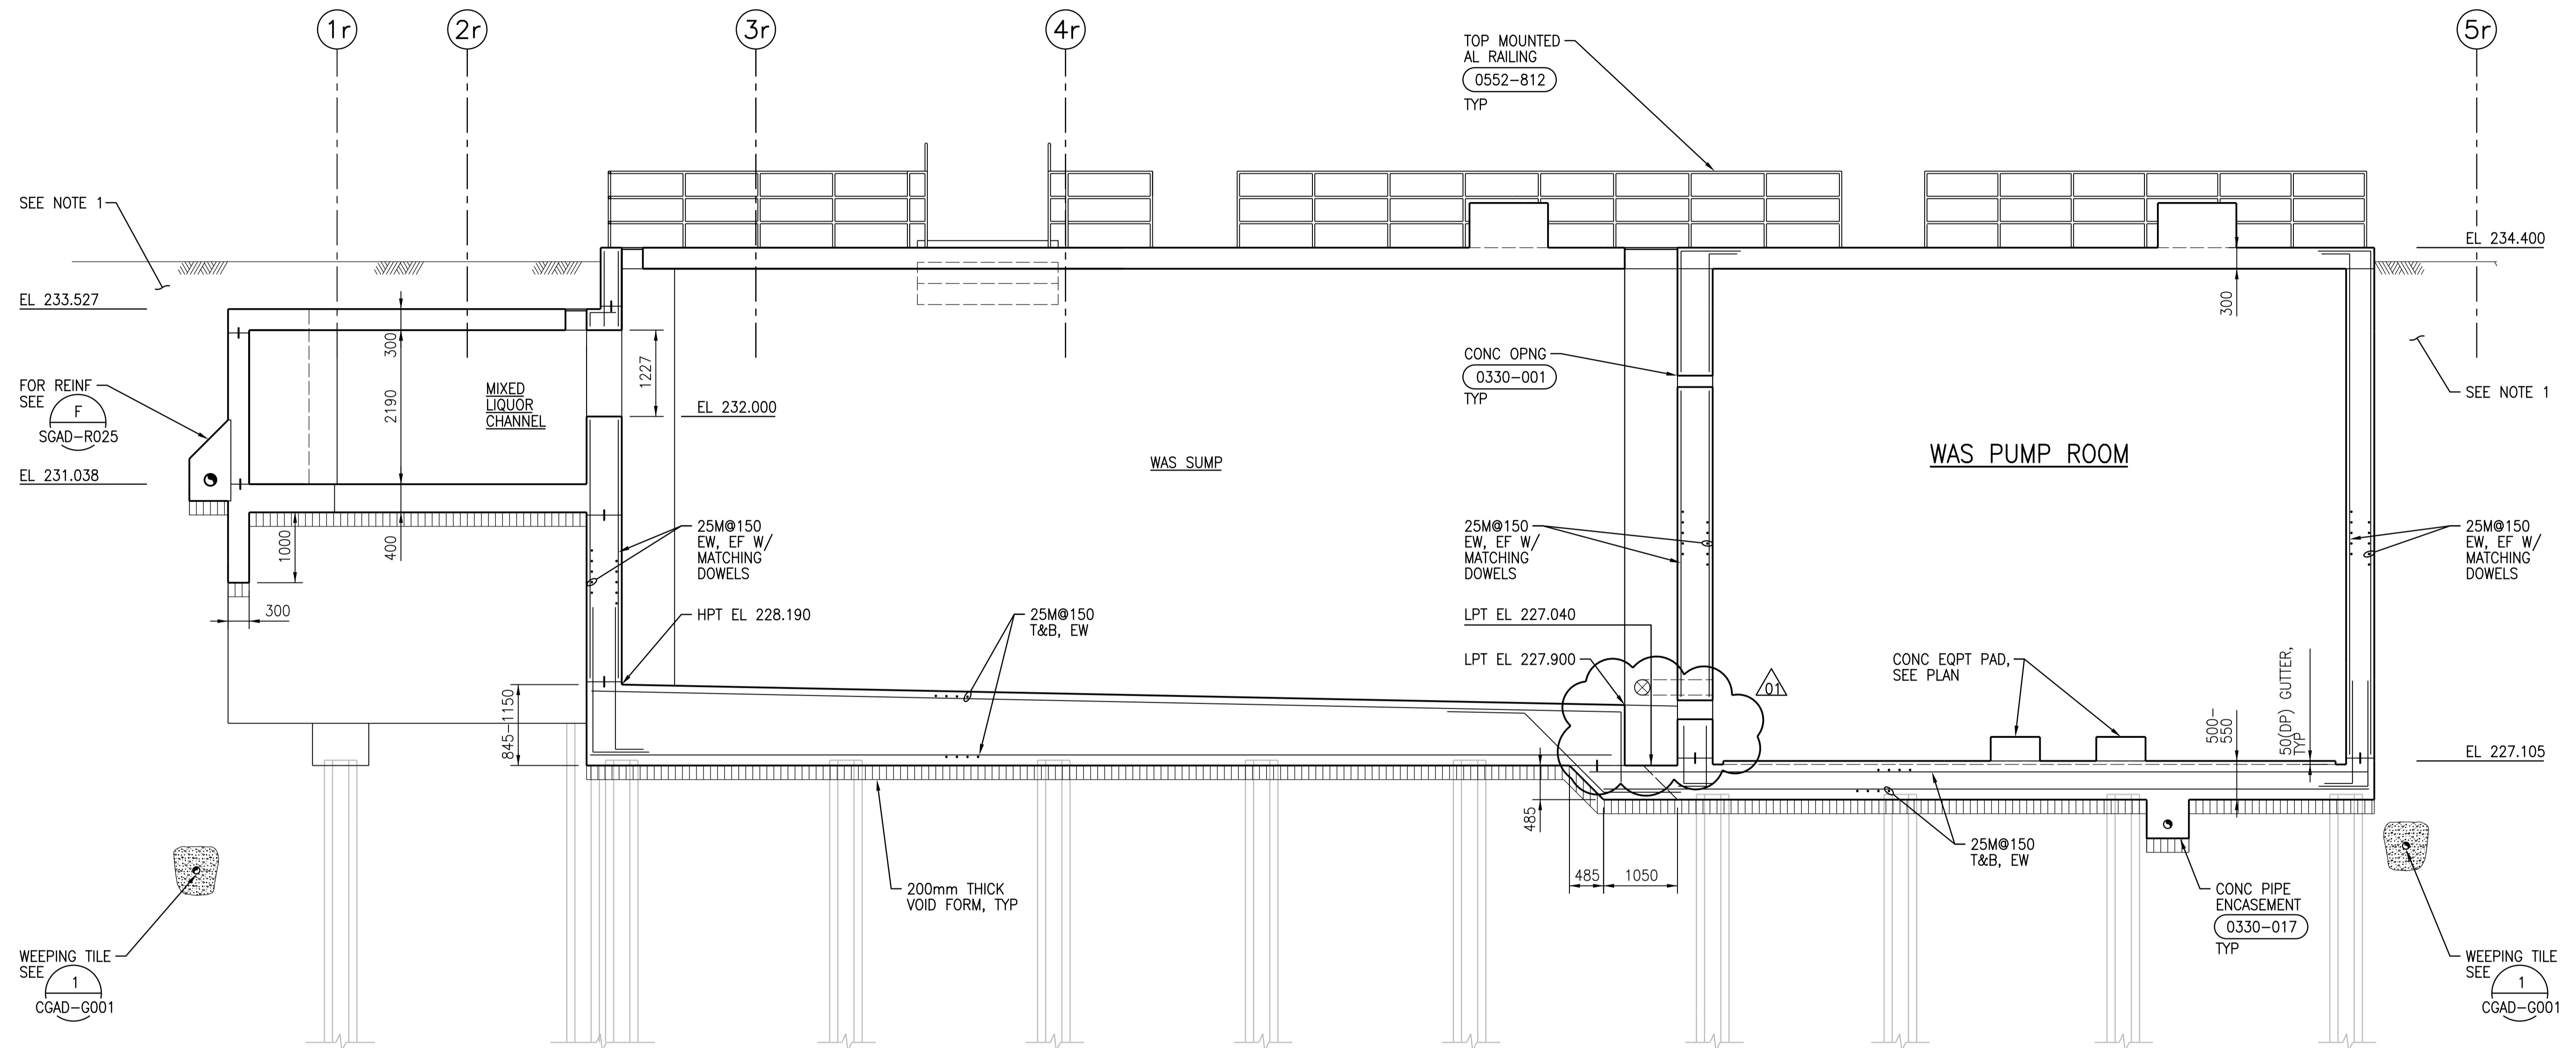 1r
2r
3r
4r
5r
TOP MOUNTED
AL RAILING
0552-812
TYP
SEE NOTE 1
EL 234.400
EL 233.527
300
300
1227
2190
MIXED
LIQUOR
CHANNEL
EL 232.000
CONC OPNG
0330-001
TYP
FOR REINF
SEE
F
SGAD-R025
SEE NOTE 1
EL 231.038
WAS SUMP
WAS PUMP ROOM
1000
400
25M@150
EW, EF W/
MATCHING
DOWELS
25M@150
EW, EF W/
MATCHING
DOWELS
25M@150
EW, EF W/
MATCHING
DOWELS
300
HPT EL 228.190
25M@150
T&B, EW
LPT EL 227.040
LPT EL 227.900
01
CONC EQPT PAD,
SEE PLAN
845-1150
500-
550
50(DP) GUTTER,
TYP
EL 227.105
485
485
1050
25M@150
T&B, EW
200mm THICK
VOID FORM, TYP
CONC PIPE
ENCASEMENT
0330-017
TYP
WEEPING TILE
SEE
1
CGAD-G001
WEEPING TILE
SEE
1
CGAD-G001